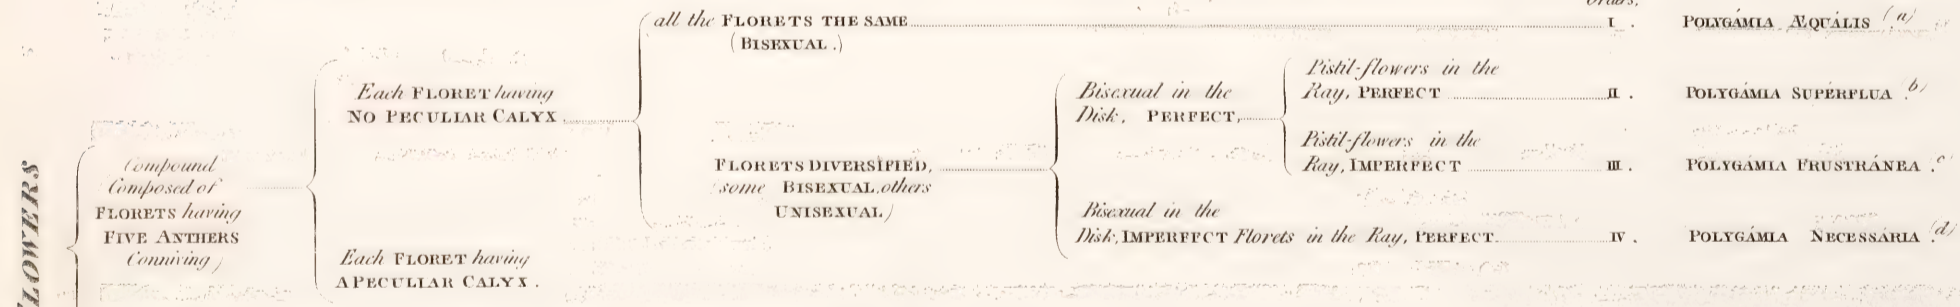 Orders,
all the FLORETS THE SAME I. POLYGÁMIA ÆQUÁLIS (a)
(BISEXUAL.)
Pistil-flowers in the
Ray, PERFECT II. POLYGÁMIA SUPÉRFLUA (b)
Each FLORET having
NO PECULIAR CALYX
Bisexual in the
Disk, PERFECT,
Pistil-flowers in the
Ray, IMPERFECT III. POLYGÁMIA FRUSTRÁNEA (c
Compound
Composed of
FLORETS having
FIVE ANTHERS
Conniving)
FLORETS DIVERSIFIED,
some BISEXUAL, others
UNISEXUAL)
Bisexual in the
Disk, IMPERFECT Florets in the Ray, PERFECT. IV. POLYGÁMIA NECESSÁRIA (d)
Each FLORET having
A PECULIAR CALYX.
FLOWERS